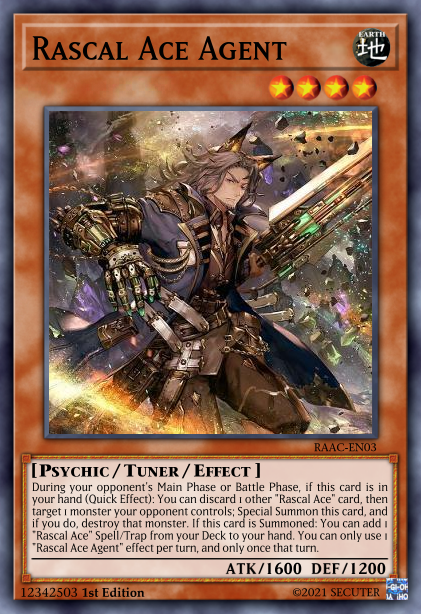 Rascal Ace Agent
EARTH
地
RAAC-EN03
[Psychic / Tuner / Effect ]
During your opponent's Main Phase or Battle Phase, if this card is in
your hand (Quick Effect): You can discard 1 other "Rascal Ace" card, then
target 1 monster your opponent controls; Special Summon this card, and
if you do, destroy that monster. If this card is Summoned: You can add 1
"Rascal Ace" Spell/Trap from your Deck to your hand. You can only use 1
"Rascal Ace Agent" effect per turn, and only once that turn.
ATK/1600 DEF/1200
12342503 1st Edition ©2021 SECUTER